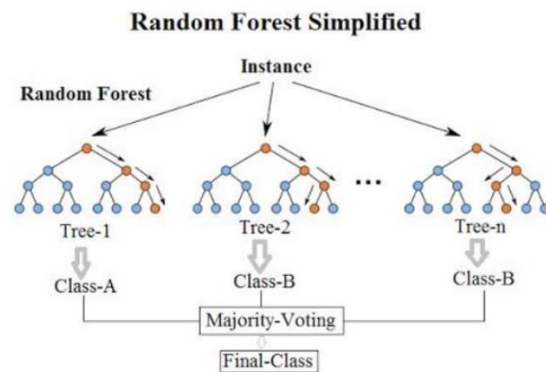 Random Forest Simplified
Instance
Random Forest
...
Tree-1 Tree-2 Tree-n
Class-A Class-B Class-B
Majority-Voting
Final-Class